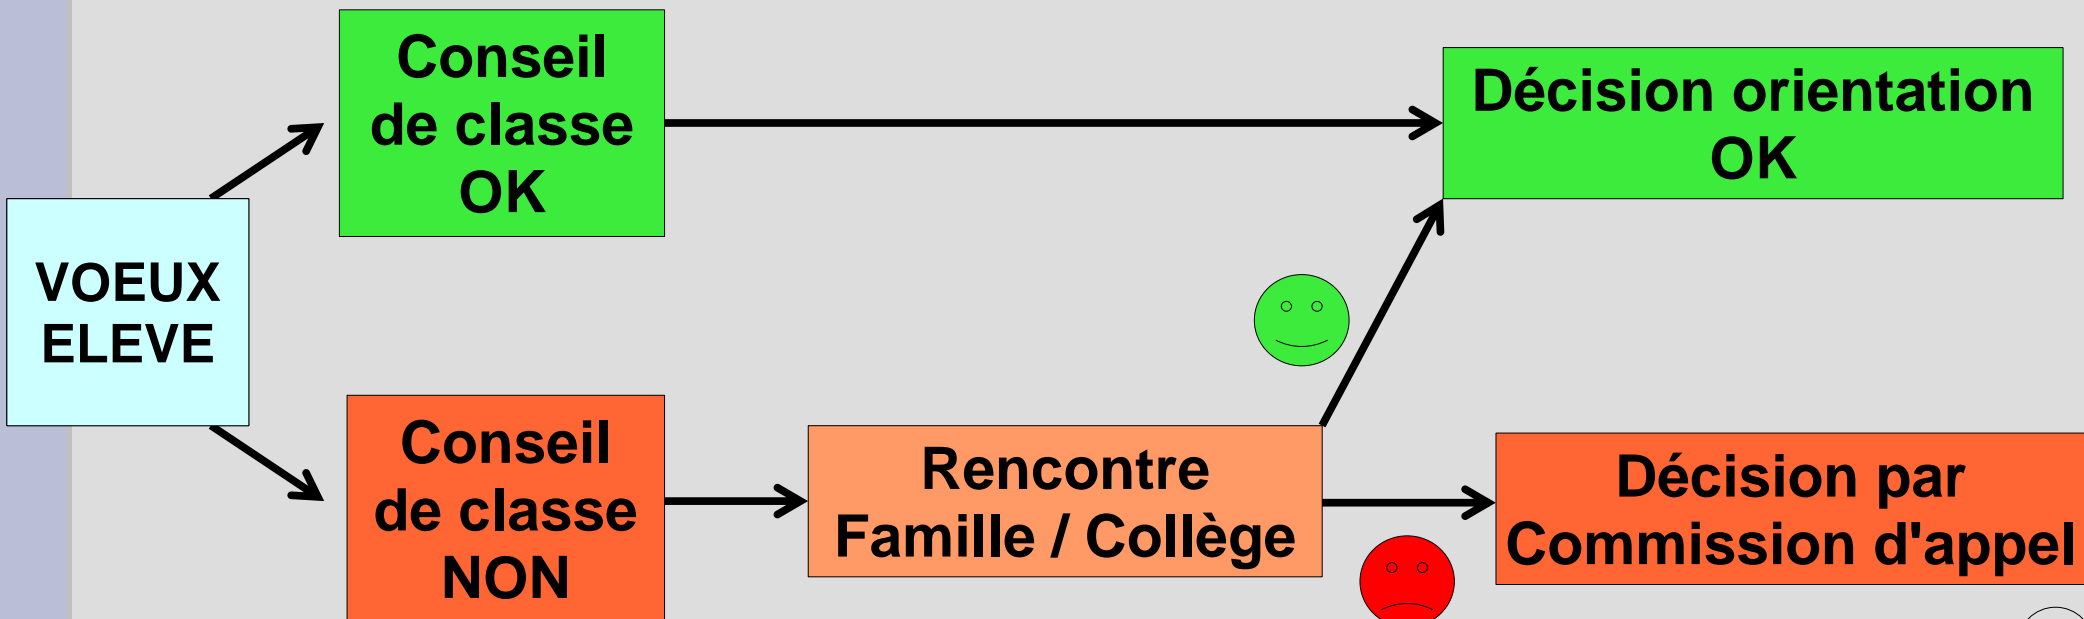 Conseil
de classe
OK
Décision orientation
OK
VOEUX
ELEVE
Conseil
de classe
NON
Rencontre
Famille / Collège
Décision par
Commission d'appel